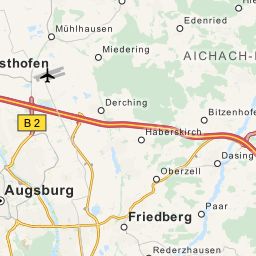 Edenried
Mühlhausen
AICHACH-
Miedering
sthofen
Derching
Bitzenhofe
B 2
Haberskirch
Dasing
Oberzell
Augsburg
Paar
Friedberg
Rederzhausen